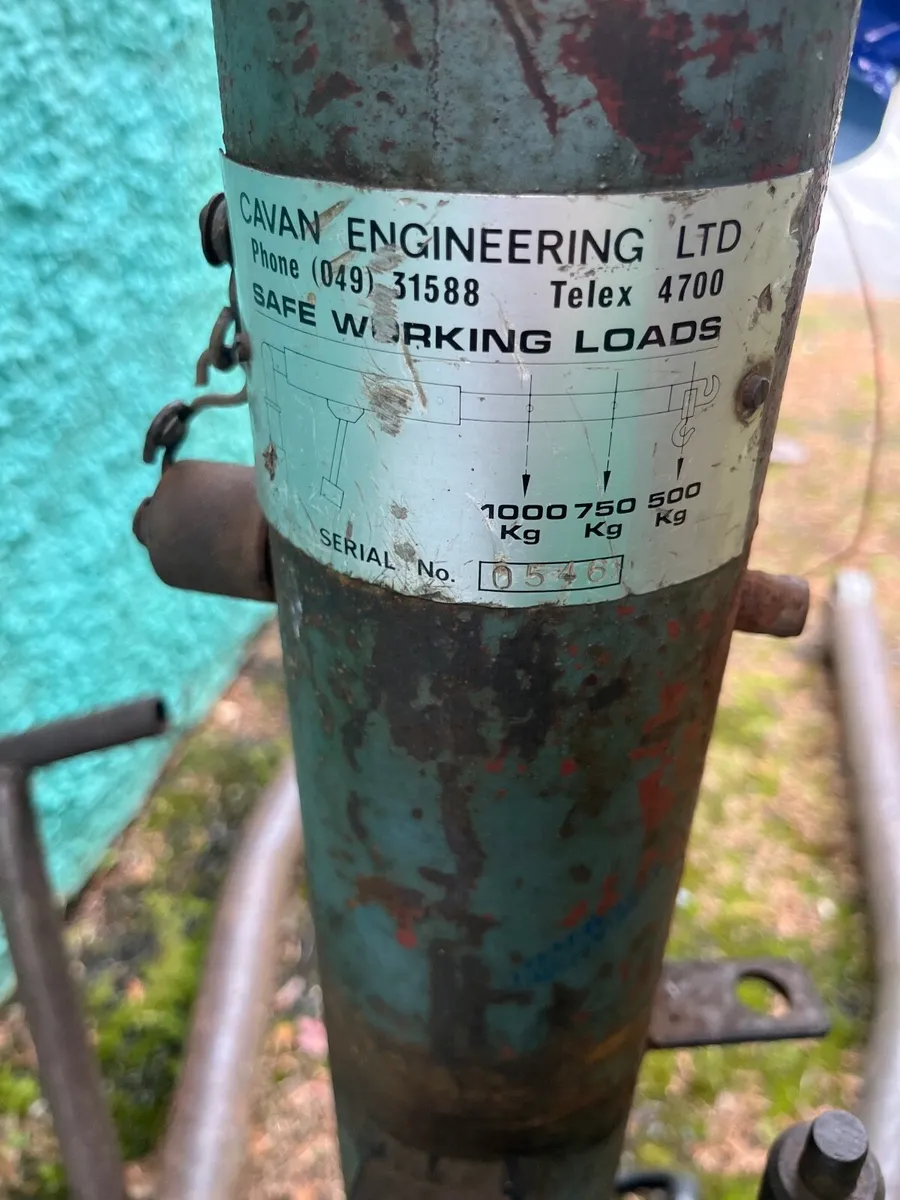 CAVAN ENGINEERING LTD
Phone (049) 31588 Telex 4700
SAFE WORKING LOADS
1000 750 500
Kg Kg Kg
SERIAL No. 0546